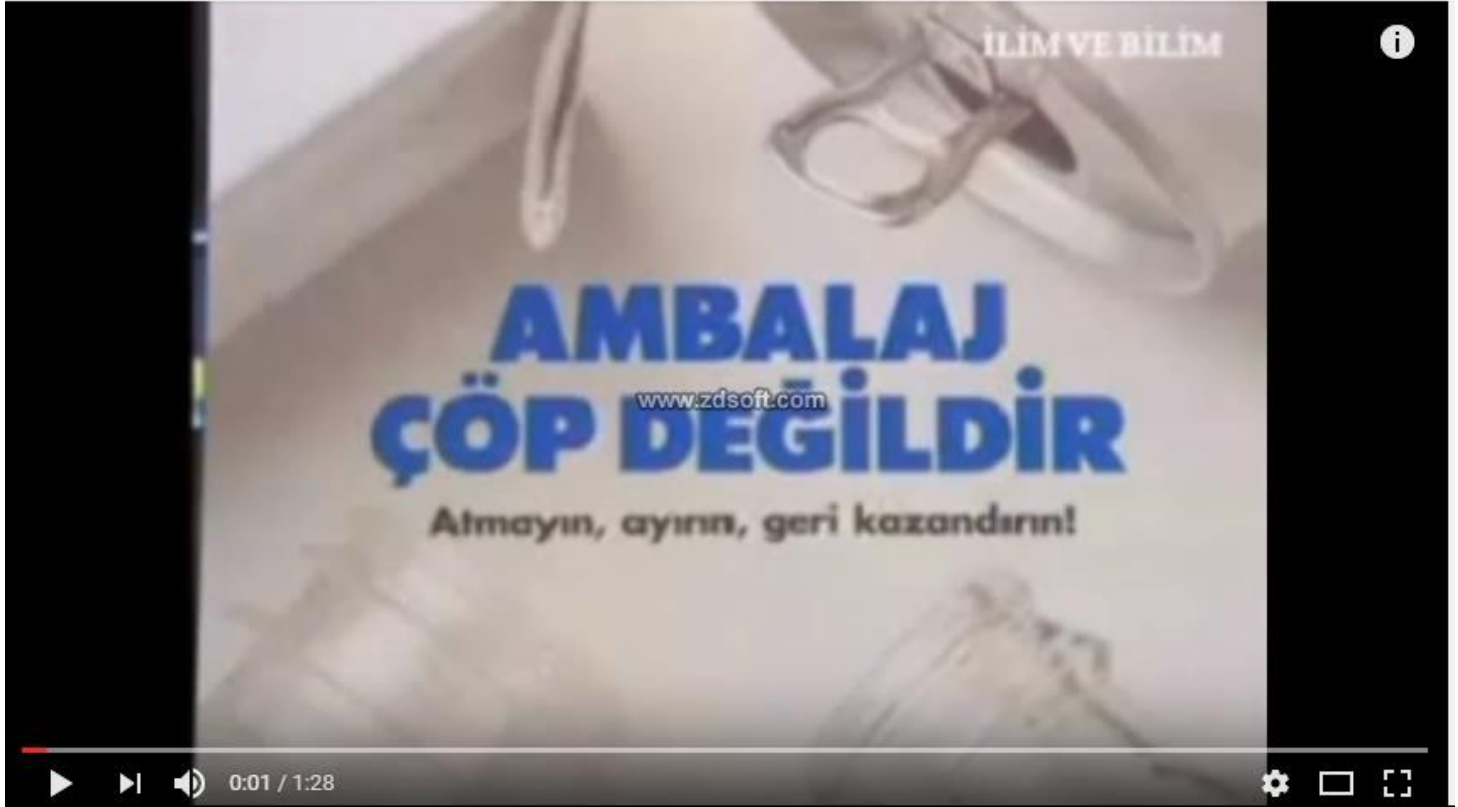 İLİM VE BİLİM
i
AMBALAJ
www.zdsoft.com
ÇÖP DEĞİLDİR
Atmayın, ayırın, geri kazandırın!
0:01 / 1:28